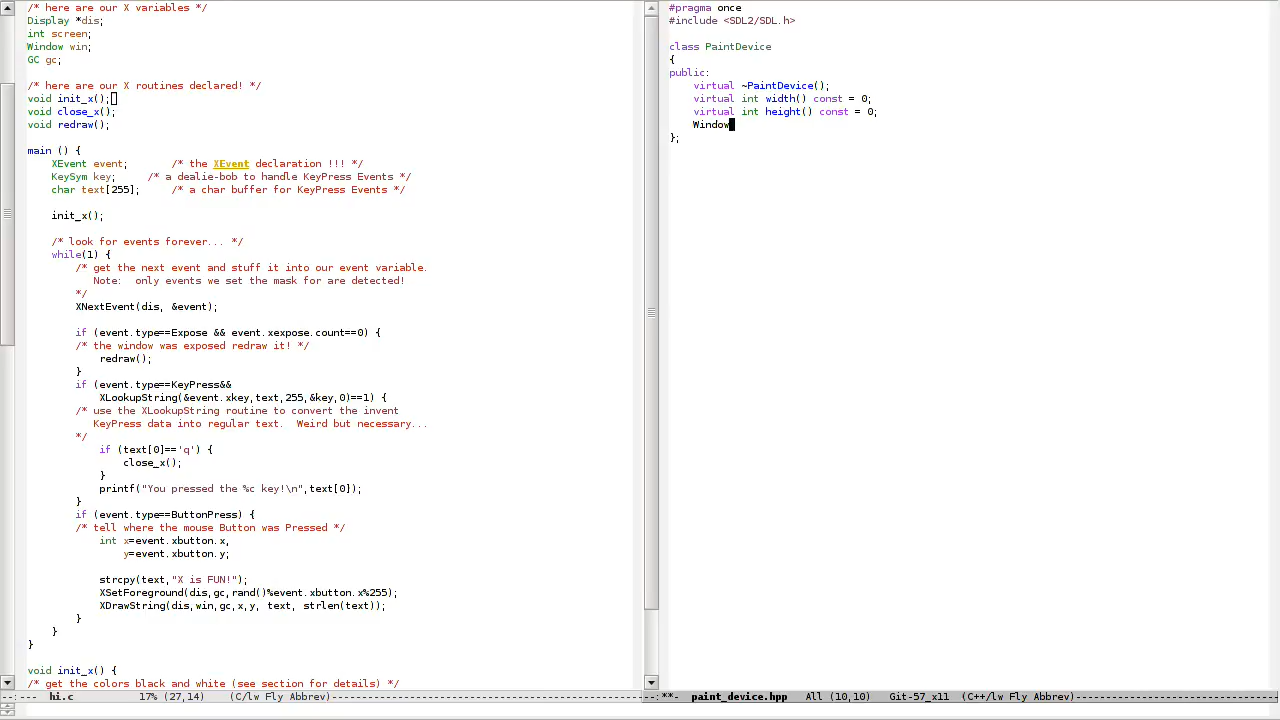 /* here are our X variables */
Display *dis;
int screen;
Window win;
GC gc;

/* here are our X routines declared! */
void init_x();
void close_x();
void redraw();

main () {
    XEvent event;       /* the XEvent declaration !!! */
    KeySym key;     /* a dealie-bob to handle KeyPress Events */
    char text[255];     /* a char buffer for KeyPress Events */

    init_x();

    /* look for events forever... */
    while(1) {
        /* get the next event and stuff it into our event variable.
           Note:  only events we set the mask for are detected!
        */
        XNextEvent(dis, &event);

        if (event.type==Expose && event.xexpose.count==0) {
        /* the window was exposed redraw it! */
            redraw();
        }
        if (event.type==KeyPress&&
            XLookupString(&event.xkey,text,255,&key,0)==1) {
        /* use the XLookupString routine to convert the invent
           KeyPress data into regular text.  Weird but necessary...
        */
            if (text[0]=='q') {
                close_x();
            }
            printf("You pressed the %c key!\n",text[0]);
        }
        if (event.type==ButtonPress) {
        /* tell where the mouse Button was Pressed */
            int x=event.xbutton.x,
                y=event.xbutton.y;

            strcpy(text,"X is FUN!");
            XSetForeground(dis,gc,rand()%event.xbutton.x%255);
            XDrawString(dis,win,gc,x,y, text, strlen(text));
        }
    }
}

void init_x() {
/* get the colors black and white (see section for details) */
--:----  hi.c         17% (27,14)     (C/lw Fly Abbrev)
#pragma once
#include <SDL2/SDL.h>

class PaintDevice
{
public:
    virtual ~PaintDevice();
    virtual int width() const = 0;
    virtual int height() const = 0;
    Window
};
--:**-  paint_device.hpp   All (10,10)   Git-57_x11  (C++/lw Fly Abbrev)